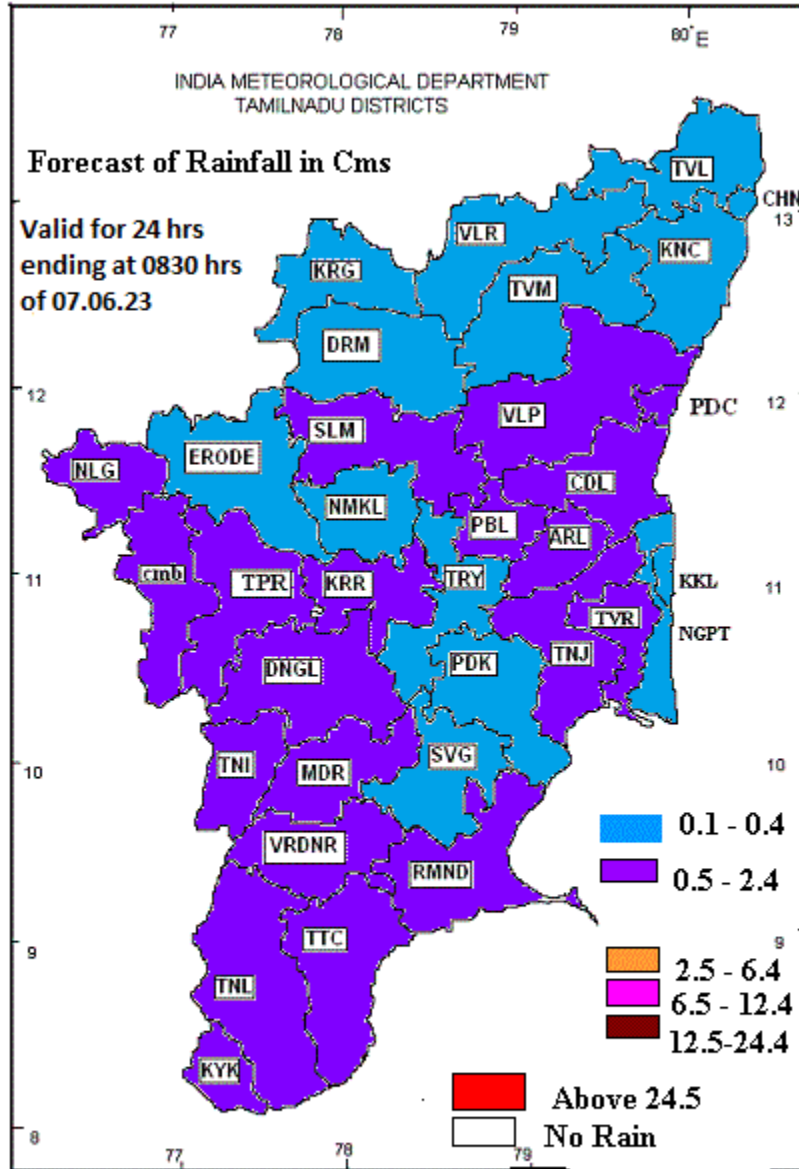 77 78 79 80° E
INDIA METEOROLOGICAL DEPARTMENT
TAMILNADU DISTRICTS
Forecast of Rainfall in Cms
TVL
CHN
13
Valid for 24 hrs
ending at 0830 hrs
of 07.06.23
VLR
KNC
KRG
TVM
DRM
12
12
PDC
VLP
SLM
ERODE
NLG
CDL
NMKL
PBL
ARL
11
cmb
TPR
KRR
TRY
KKL
11
TVR
NGPT
DNGL
PDK
TNJ
10
TNI
MDR
SVG
10
0.1 - 0.4
VRDNR
RMND
0.5 - 2.4
9
TTC
9
TNL
2.5 - 6.4
6.5 - 12.4
12.5-24.4
KYK
Above 24.5
8
No Rain
77 78 79